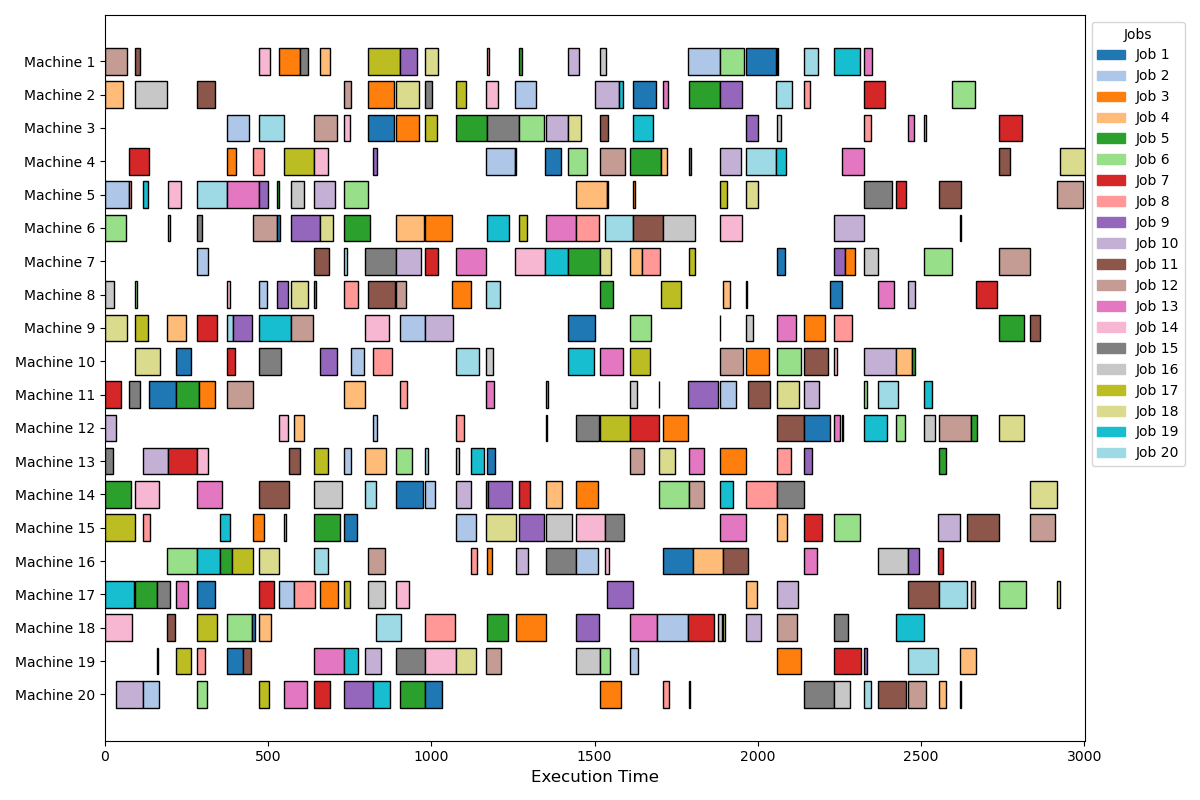 Machine 1
Machine 2
Machine 3
Machine 4
Machine 5
Machine 6
Machine 7
Machine 8
Machine 9
Machine 10
Machine 11
Machine 12
Machine 13
Machine 14
Machine 15
Machine 16
Machine 17
Machine 18
Machine 19
Machine 20
0 500 1000 1500 2000 2500 3000
Execution Time
Jobs
Job 1
Job 2
Job 3
Job 4
Job 5
Job 6
Job 7
Job 8
Job 9
Job 10
Job 11
Job 12
Job 13
Job 14
Job 15
Job 16
Job 17
Job 18
Job 19
Job 20